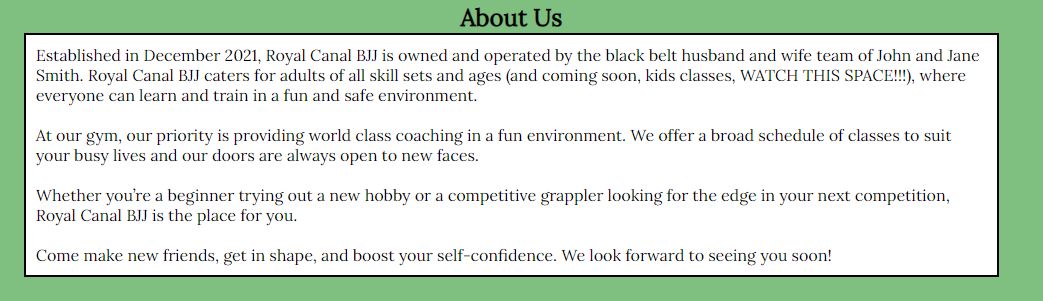 About Us
Established in December 2021, Royal Canal BJJ is owned and operated by the black belt husband and wife team of John and Jane
Smith. Royal Canal BJJ caters for adults of all skill sets and ages (and coming soon, kids classes, WATCH THIS SPACE!!!), where
everyone can learn and train in a fun and safe environment.
At our gym, our priority is providing world class coaching in a fun environment. We offer a broad schedule of classes to suit
your busy lives and our doors are always open to new faces.
Whether you’re a beginner trying out a new hobby or a competitive grappler looking for the edge in your next competition,
Royal Canal BJJ is the place for you.
Come make new friends, get in shape, and boost your self-confidence. We look forward to seeing you soon!